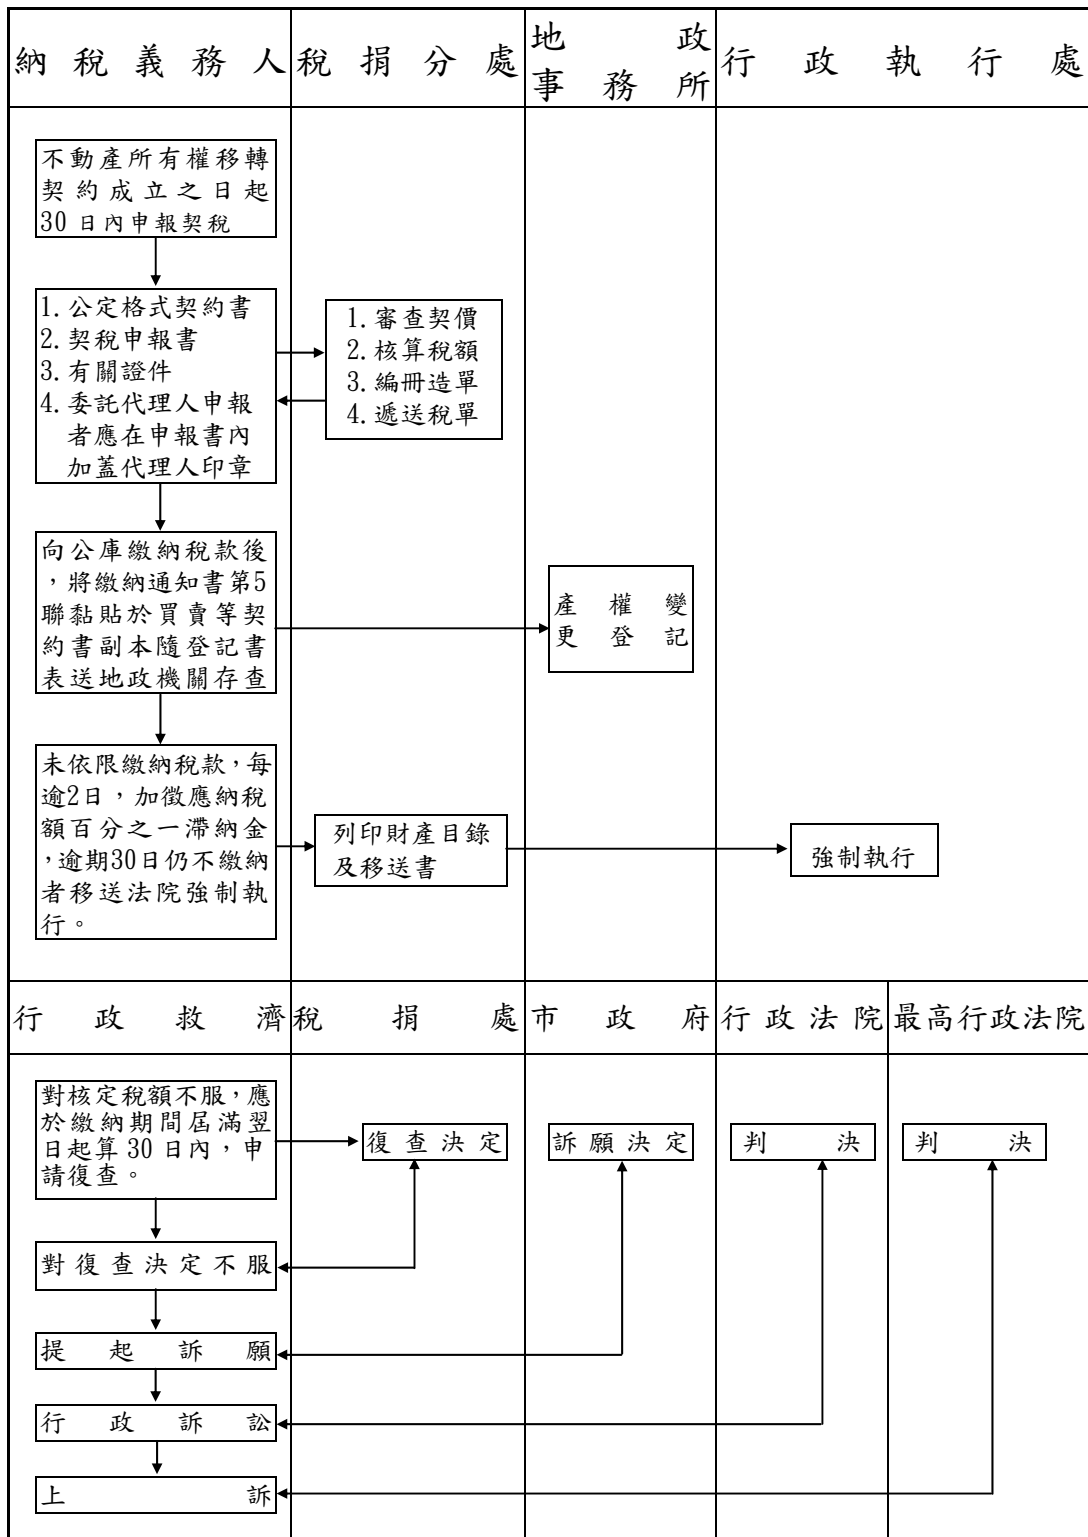 納稅義務人
稅捐分處
地政
事務所
行政執行處
不動產所有權移轉
契約成立之日起
30日內申報契稅
1.公定格式契約書
2.契稅申報書
3.有關證件
4.委託代理人申報
者應在申報書內
加蓋代理人印章
1.審查契價
2.核算稅額
3.編冊造單
4.遞送稅單
向公庫繳納稅款後
,將繳納通知書第5
聯黏貼於買賣等契
約書副本隨登記書
表送地政機關存查
產權變
更登記
未依限繳納稅款,每
逾2日,加徵應納稅
額百分之一滯納金
,逾期30日仍不繳納
者移送法院強制執
行。
列印財產目錄
及移送書
強制執行
行政救濟
稅捐處
市政府
行政法院
最高行政法院
對核定稅額不服,應
於繳納期間屆滿翌
日起算30日內,申
請復查。
復查決定
訴願決定
判決
判決
對復查決定不服
提起訴願
行政訴訟
上訴